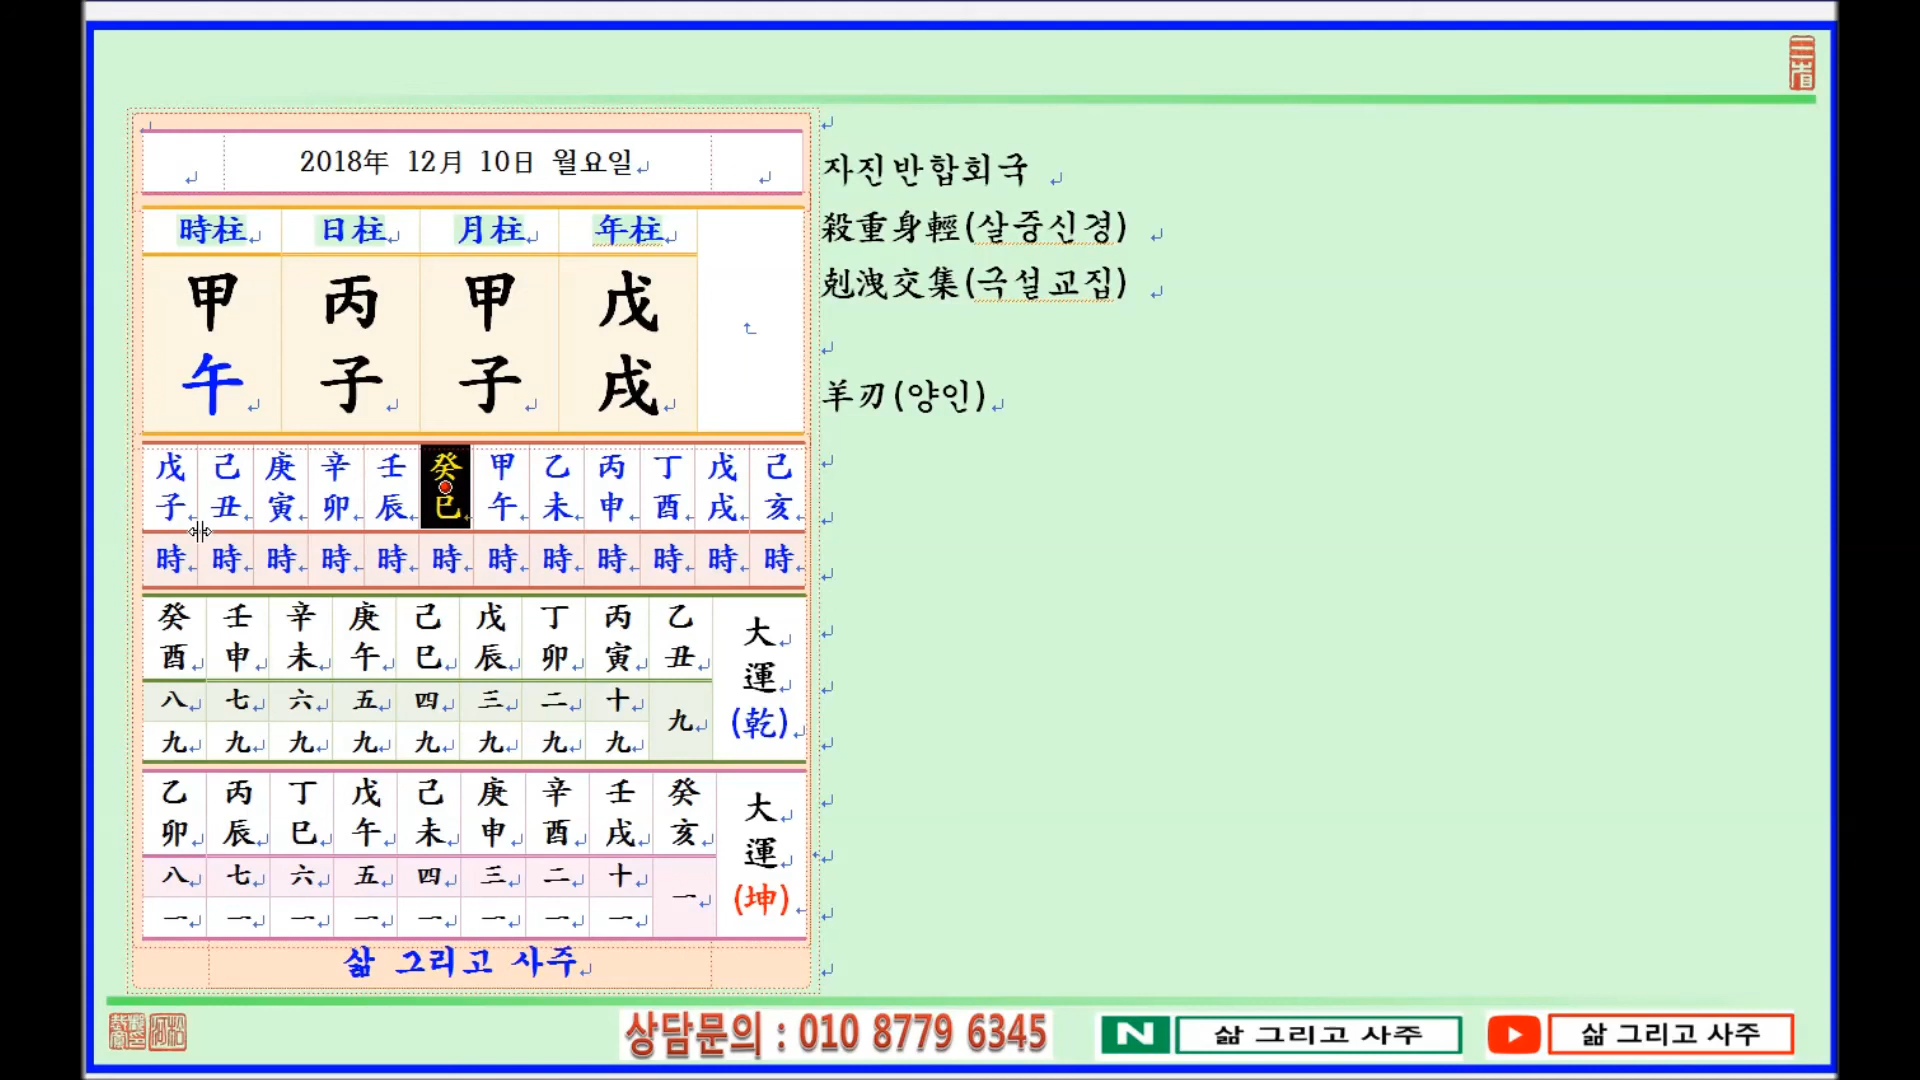 2018年 12月 10日 월요일
時柱 日柱 月柱 年柱
甲 丙 甲 戊
午 子 子 戌
戊 己 庚 辛 壬 癸 甲 乙 丙 丁 戊 己
子 丑 寅 卯 辰 巳 午 未 申 酉 戌 亥
時 時 時 時 時 時 時 時 時 時 時 時
癸 壬 辛 庚 己 戊 丁 丙 乙
酉 申 未 午 巳 辰 卯 寅 丑
八 七 六 五 四 三 二 十 九
九 九 九 九 九 九 九 九
大
運
(乾)
乙 丙 丁 戊 己 庚 辛 壬 癸
卯 辰 巳 午 未 申 酉 戌 亥
八 七 六 五 四 三 二 十 一
一 一 一 一 一 一 一 一
大
運
(坤)
삶 그리고 사주
자진반합회국
殺重身輕(살중신경)
剋洩交集(극설교집)
羊刃(양인)
상담문의 : 010 8779 6345
N 삶 그리고 사주
삶 그리고 사주